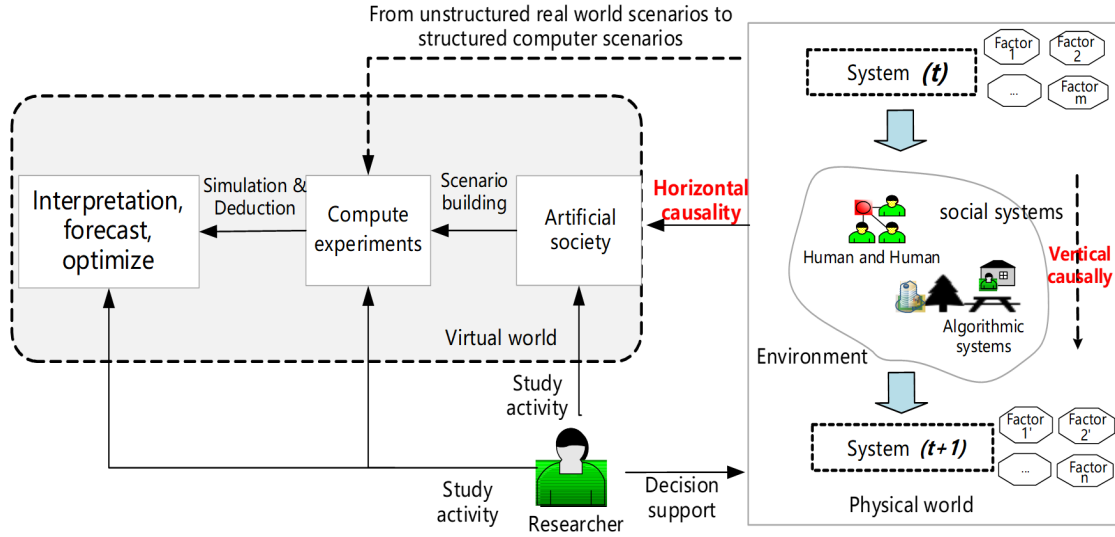 From unstructured real world scenarios to
structured computer scenarios
Interpretation,
forecast,
optimize
Simulation &
Deduction
Compute
experiments
Scenario
building
Artificial
society
Horizontal
causality
Virtual world
Study
activity
Study
activity
Researcher
Decision
support
System (t)
Factor
1
Factor
2
...
Factor
m
social systems
Human and Human
Vertical
causally
Algorithmic
systems
Environment
System (t+1)
Factor
1'
Factor
2'
...
Factor
n
Physical world